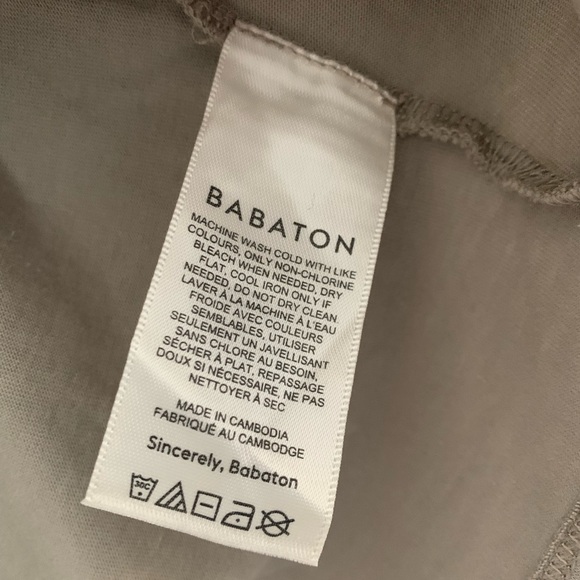 BABATON
MACHINE WASH COLD WITH LIKE
COLOURS, ONLY NON-CHLORINE
BLEACH WHEN NEEDED, DRY
FLAT, COOL IRON ONLY IF
NEEDED, DO NOT DRY CLEAN.
LAVER À LA MACHINE À L'EAU
FROIDE AVEC COULEURS
SEMBLABLES, UTILISER
SEULEMENT UN JAVELLISANT
SANS CHLORE AU BESOIN,
SÉCHER À PLAT, REPASSAGE
DOUX SI NÉCESSAIRE, NE PAS
NETTOYER À SEC
MADE IN CAMBODIA
FABRIQUÉ AU CAMBODGE
Sincerely, Babaton
30C